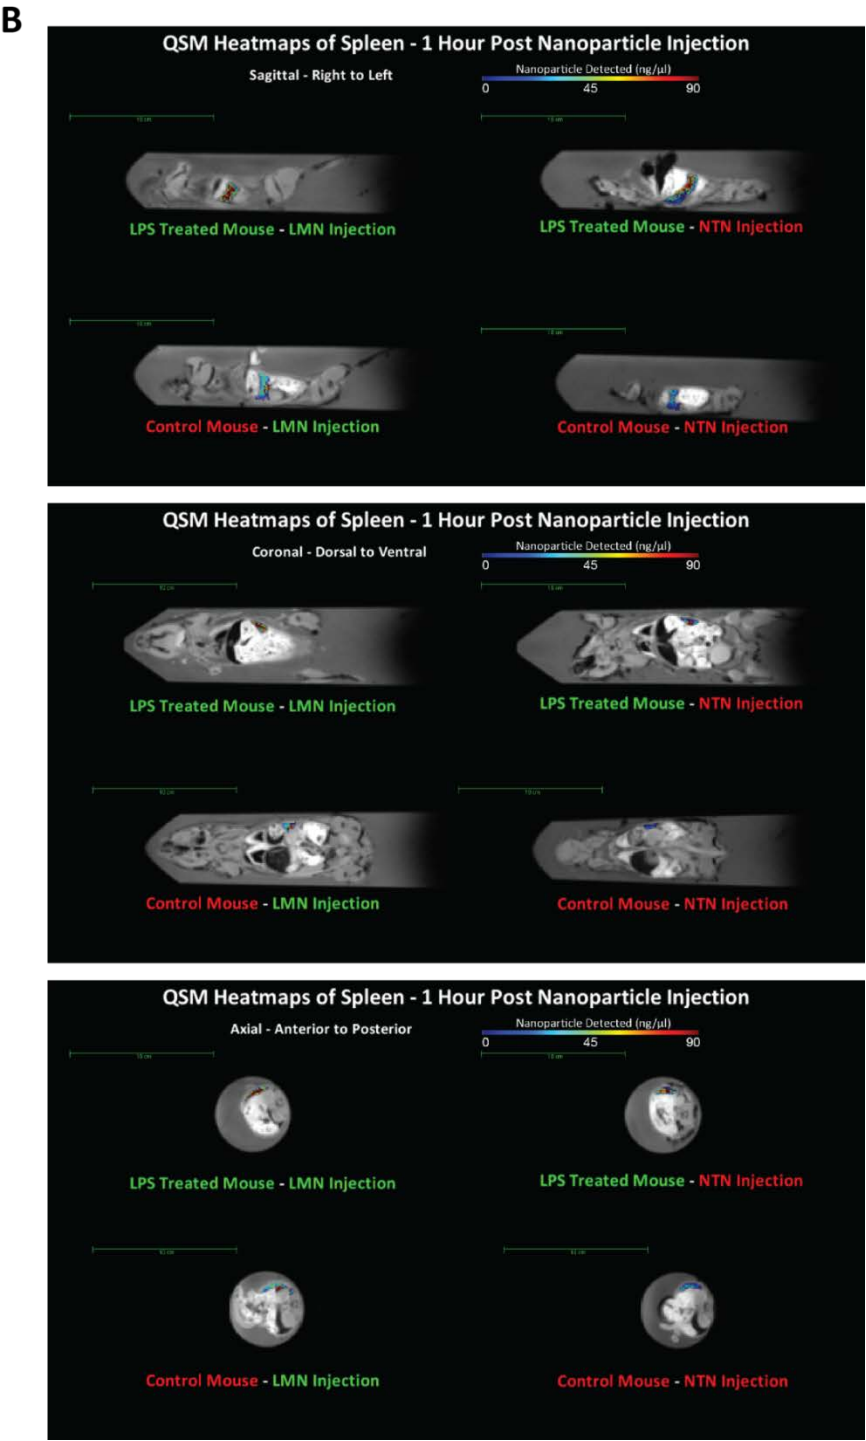 B
QSM Heatmaps of Spleen - 1 Hour Post Nanoparticle Injection
Sagittal - Right to Left
Nanoparticle Detected (ng/µl)
0 45 90
LPS Treated Mouse - LMN Injection
LPS Treated Mouse - NTN Injection
Control Mouse - LMN Injection
Control Mouse - NTN Injection
QSM Heatmaps of Spleen - 1 Hour Post Nanoparticle Injection
Coronal - Dorsal to Ventral
Nanoparticle Detected (ng/µl)
0 45 90
LPS Treated Mouse - LMN Injection
LPS Treated Mouse - NTN Injection
Control Mouse - LMN Injection
Control Mouse - NTN Injection
QSM Heatmaps of Spleen - 1 Hour Post Nanoparticle Injection
Axial - Anterior to Posterior
Nanoparticle Detected (ng/µl)
0 45 90
LPS Treated Mouse - LMN Injection
LPS Treated Mouse - NTN Injection
Control Mouse - LMN Injection
Control Mouse - NTN Injection